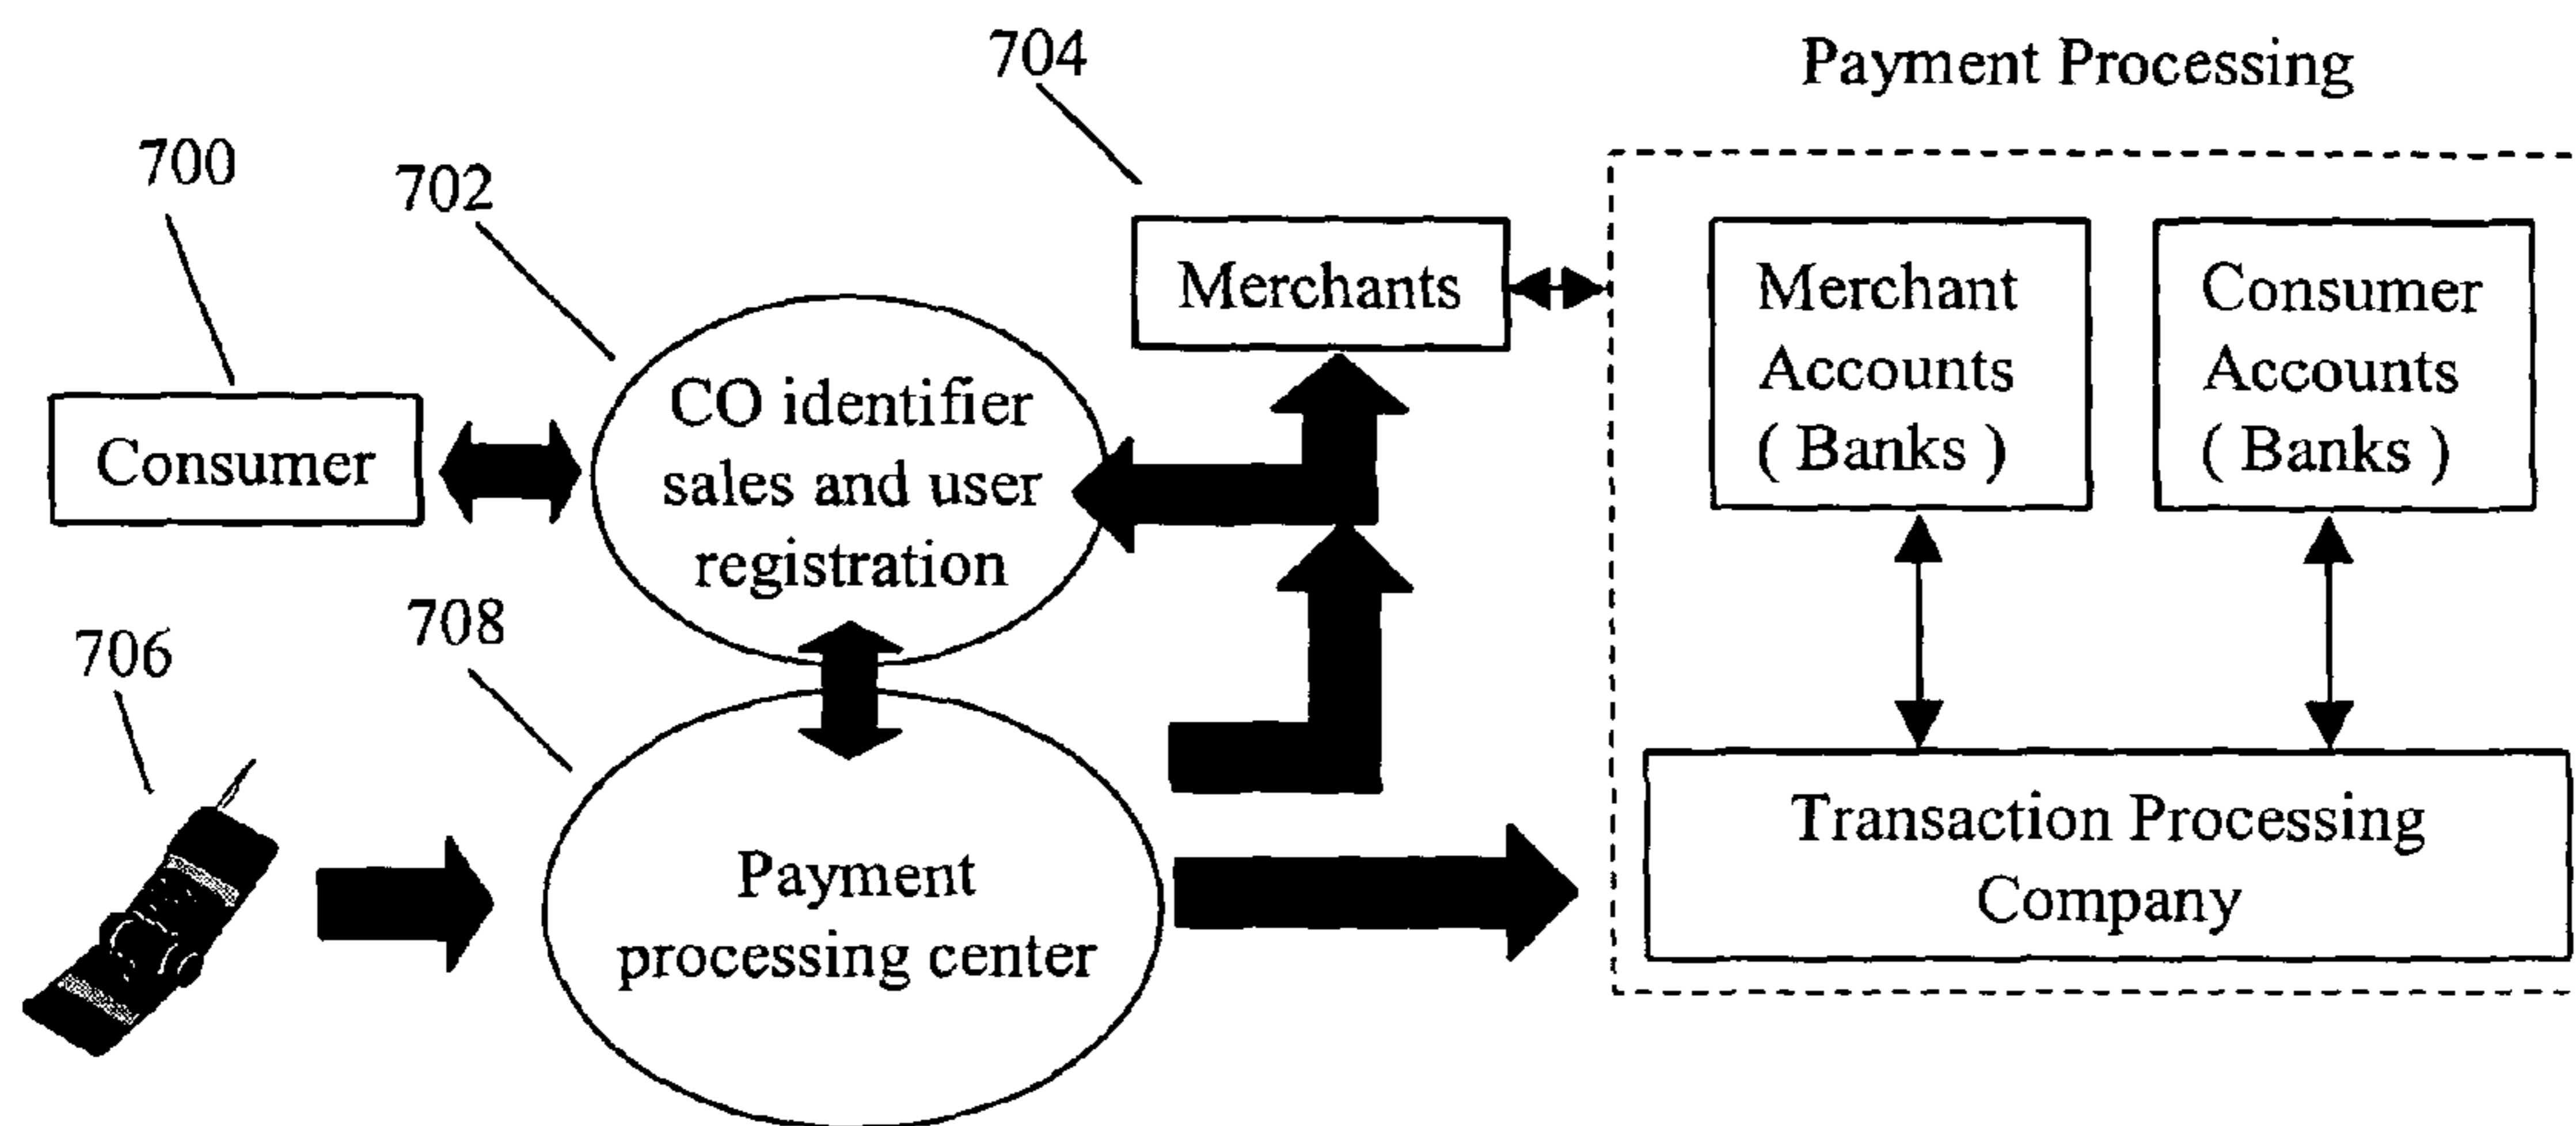 704
Payment Processing
700
702
Merchants
Merchant
Accounts
( Banks )
Consumer
Accounts
( Banks )
CO identifier
sales and user
registration
Consumer
708
706
Payment
processing center
Transaction Processing
Company